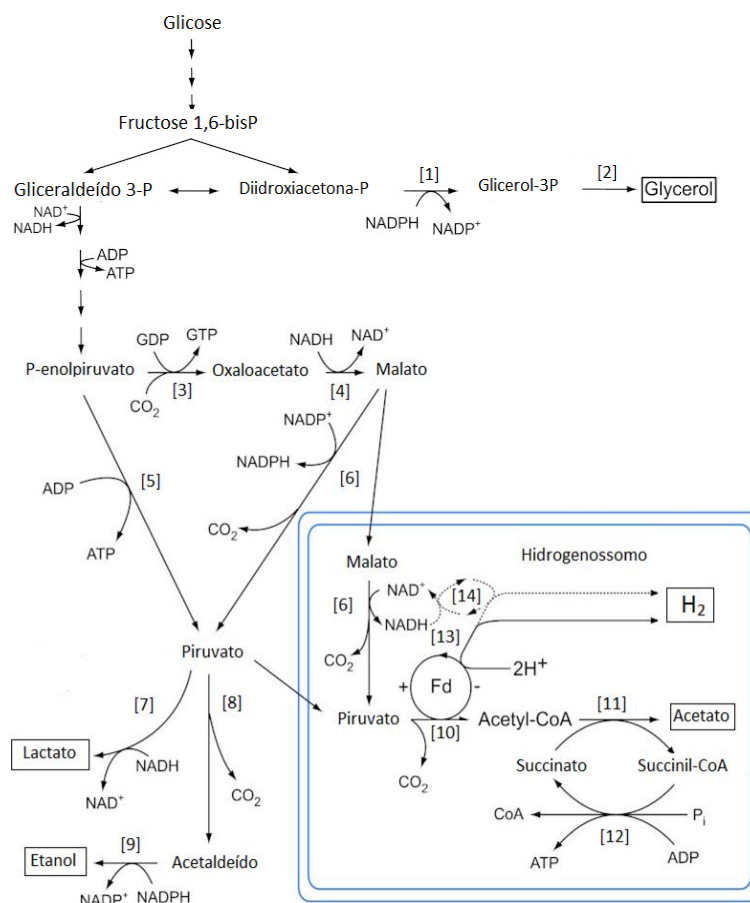 Glicose
Fructose 1,6-bisP
Gliceraldeído 3-P
Diidroxiacetona-P
[1]
NADPH
NADP⁺
Glicerol-3P
[2]
Glycerol
NAD⁺
NADH
ADP
ATP
P-enolpiruvato
GDP
GTP
CO₂
[3]
Oxaloacetato
NADH
NAD⁺
[4]
Malato
NADP⁺
NADPH
[6]
CO₂
ADP
[5]
ATP
Hidrogenossomo
Malato
[6]
NAD⁺
NADH
CO₂
[14]
[13]
H₂
2H⁺
+
Fd
-
Piruvato
Piruvato
[10]
CO₂
Acetyl-CoA
[11]
Acetato
Succinato
Succinil-CoA
CoA
Pᵢ
[12]
ATP
ADP
[7]
[8]
Lactato
NADH
NAD⁺
CO₂
Etanol
[9]
Acetaldeído
NADP⁺
NADPH